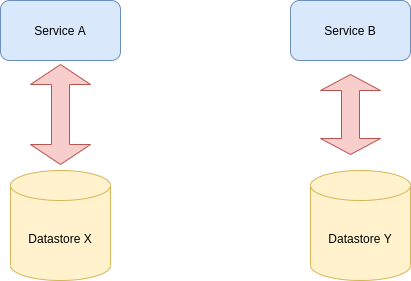 Service A
Service B
Datastore X
Datastore Y